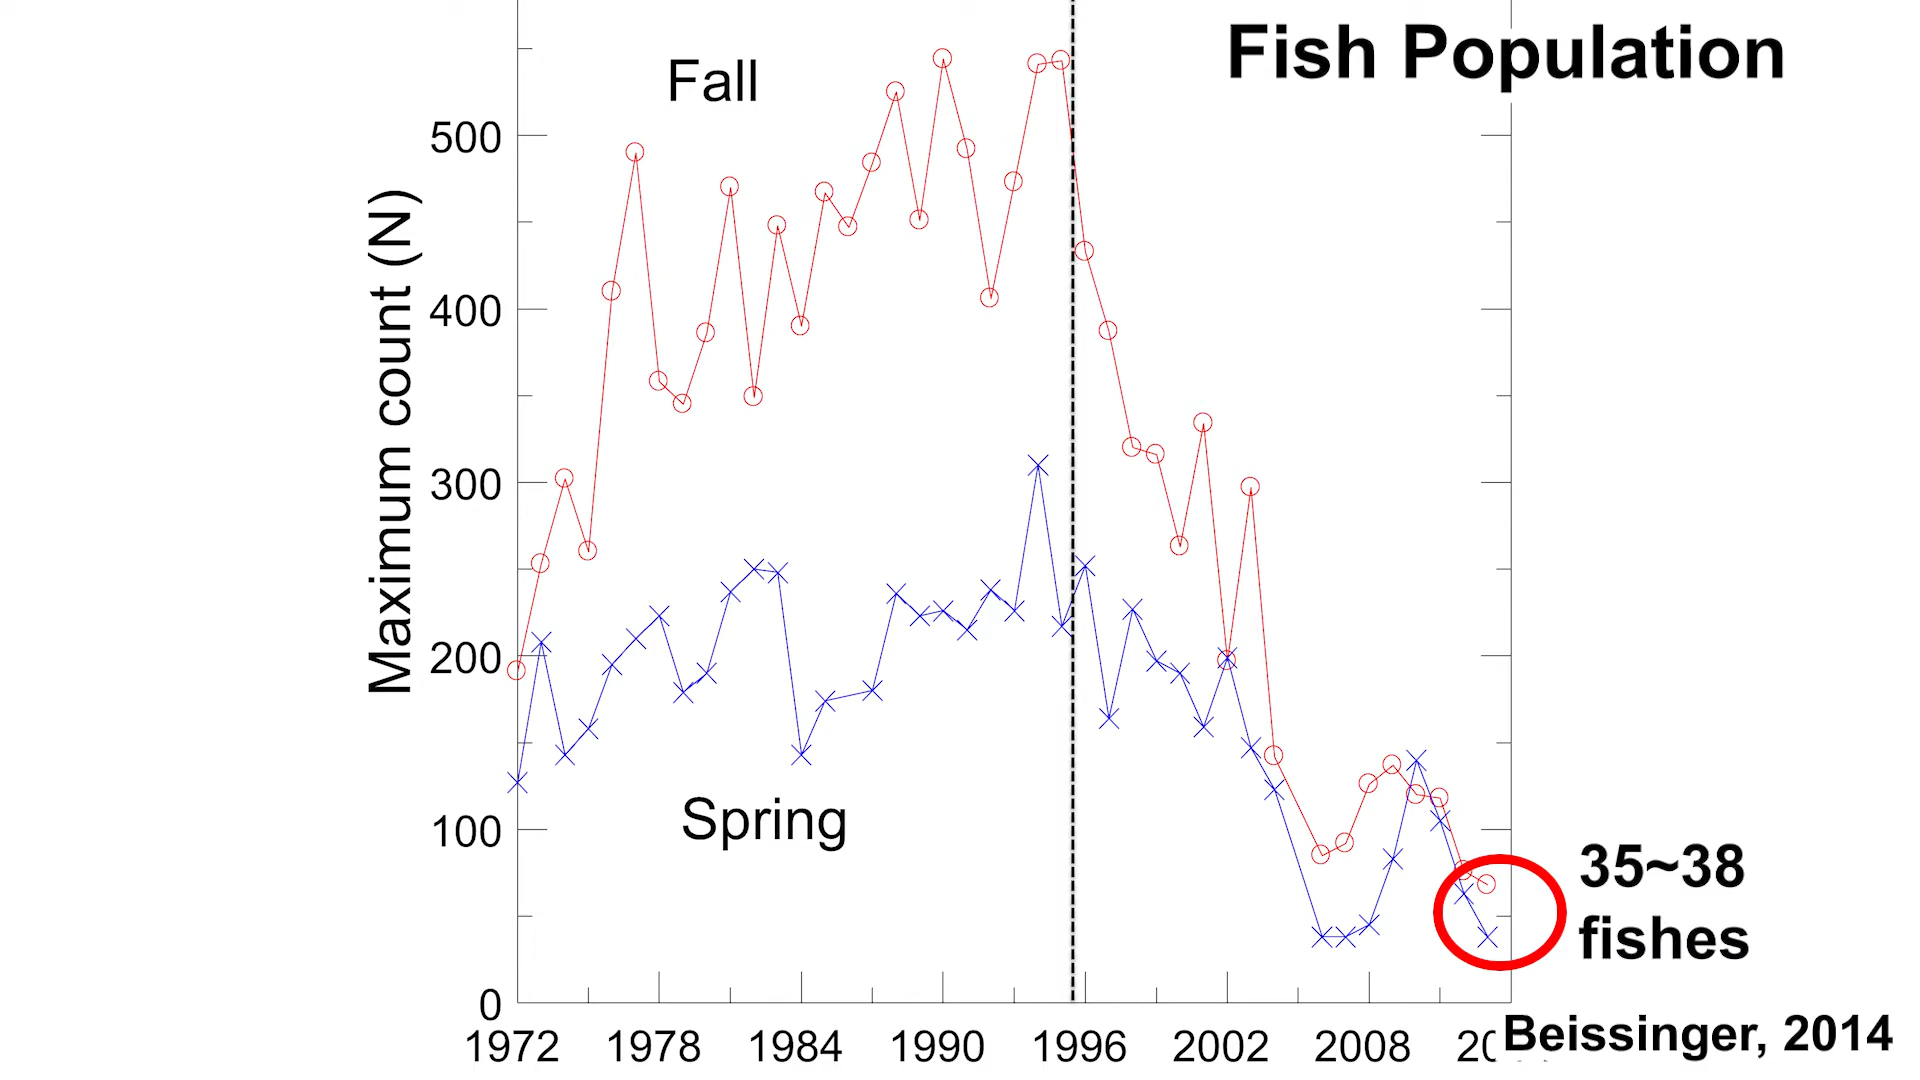 Fish Population
Fall
500
400
300
200
100
0
Maximum count (N)
Spring
35~38
fishes
1972 1978 1984 1990 1996 2002 2008
Beissinger, 2014